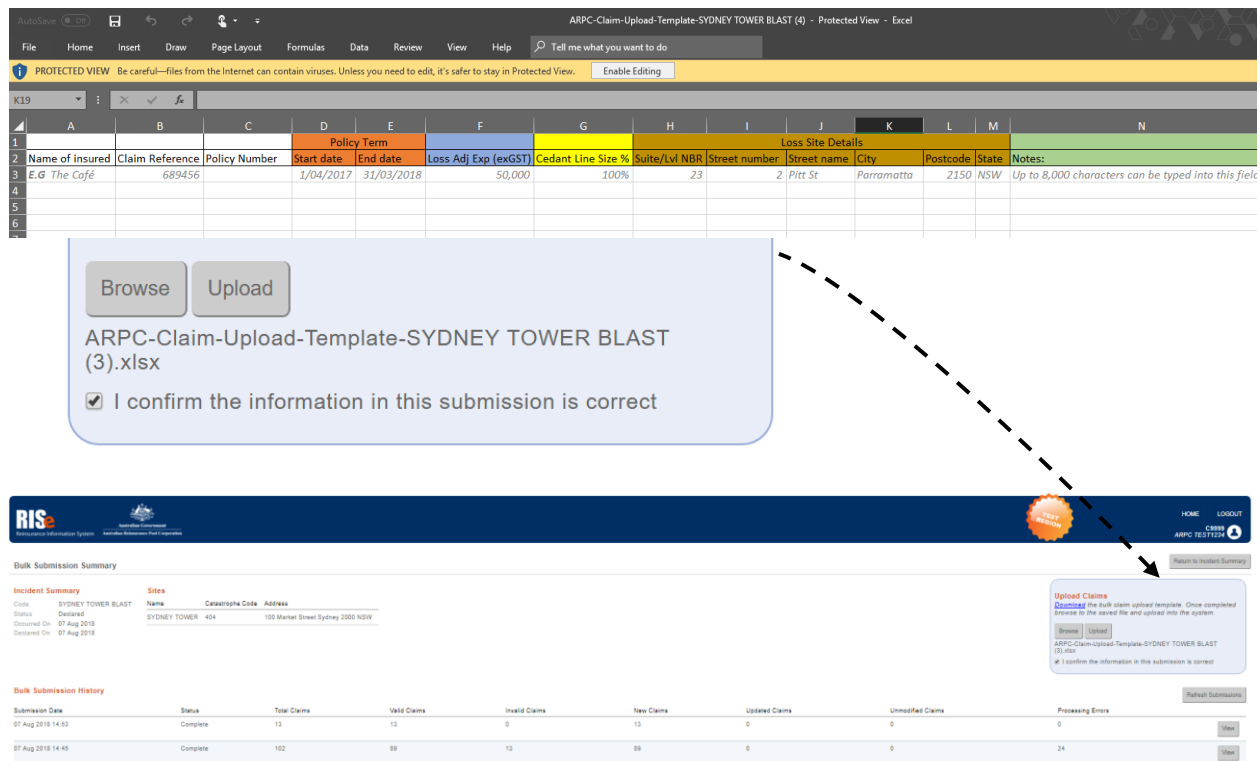 AutoSave Off
ARPC-Claim-Upload-Template-SYDNEY TOWER BLAST (4) - Protected View - Excel
File Home Insert Draw Page Layout Formulas Data Review View Help Tell me what you want to do
PROTECTED VIEW Be careful—files from the Internet can contain viruses. Unless you need to edit, it's safer to stay in Protected View. Enable Editing
K19 fx
A B C D E F G H I J K L M N
1 Policy Term Loss Site Details
2 Name of insured Claim Reference Policy Number Start date End date Loss Adj Exp (exGST) Cedant Line Size % Suite/Lvl NBR Street number Street name City Postcode State Notes:
3 E.G The Café 689456 1/04/2017 31/03/2018 50,000 100% 23 2 Pitt St Parramatta 2150 NSW Up to 8,000 characters can be typed into this field
4
5
6
Browse Upload
ARPC-Claim-Upload-Template-SYDNEY TOWER BLAST
(3).xlsx
I confirm the information in this submission is correct
RISe
Reinsurance Information System
Australian Government
Australian Reinsurance Pool Corporation
TEST REGION
HOME LOGOUT
C9999
ARPC TEST1234
Bulk Submission Summary
Return to Incident Summary
Incident Summary
Code SYDNEY TOWER BLAST
Status Declared
Occurred On 07 Aug 2018
Declared On 07 Aug 2018
Sites
Name Catastrophe Code Address
SYDNEY TOWER 404 100 Market Street Sydney 2000 NSW
Upload Claims
Download the bulk claim upload template. Once completed
browse to the saved file and upload into the system.
Browse Upload
ARPC-Claim-Upload-Template-SYDNEY TOWER BLAST
(3).xlsx
I confirm the information in this submission is correct
Bulk Submission History
Refresh Submissions
Submission Date Status Total Claims Valid Claims Invalid Claims New Claims Updated Claims Unmodified Claims Processing Errors
07 Aug 2018 14:53 Complete 13 13 0 13 0 0 0 View
07 Aug 2018 14:45 Complete 102 89 13 89 0 0 24 View